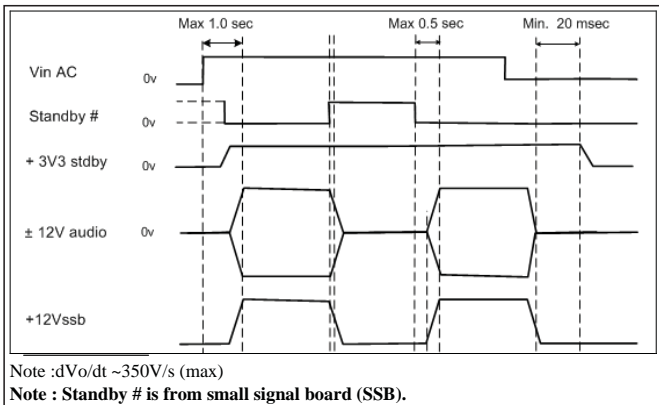 Max 1.0 sec Max 0.5 sec Min. 20 msec
Vin AC 0v
Standby # 0v
+ 3V3 stdby 0v
± 12V audio 0v
+12Vssb
Note :dVo/dt ~350V/s (max)
Note : Standby # is from small signal board (SSB).